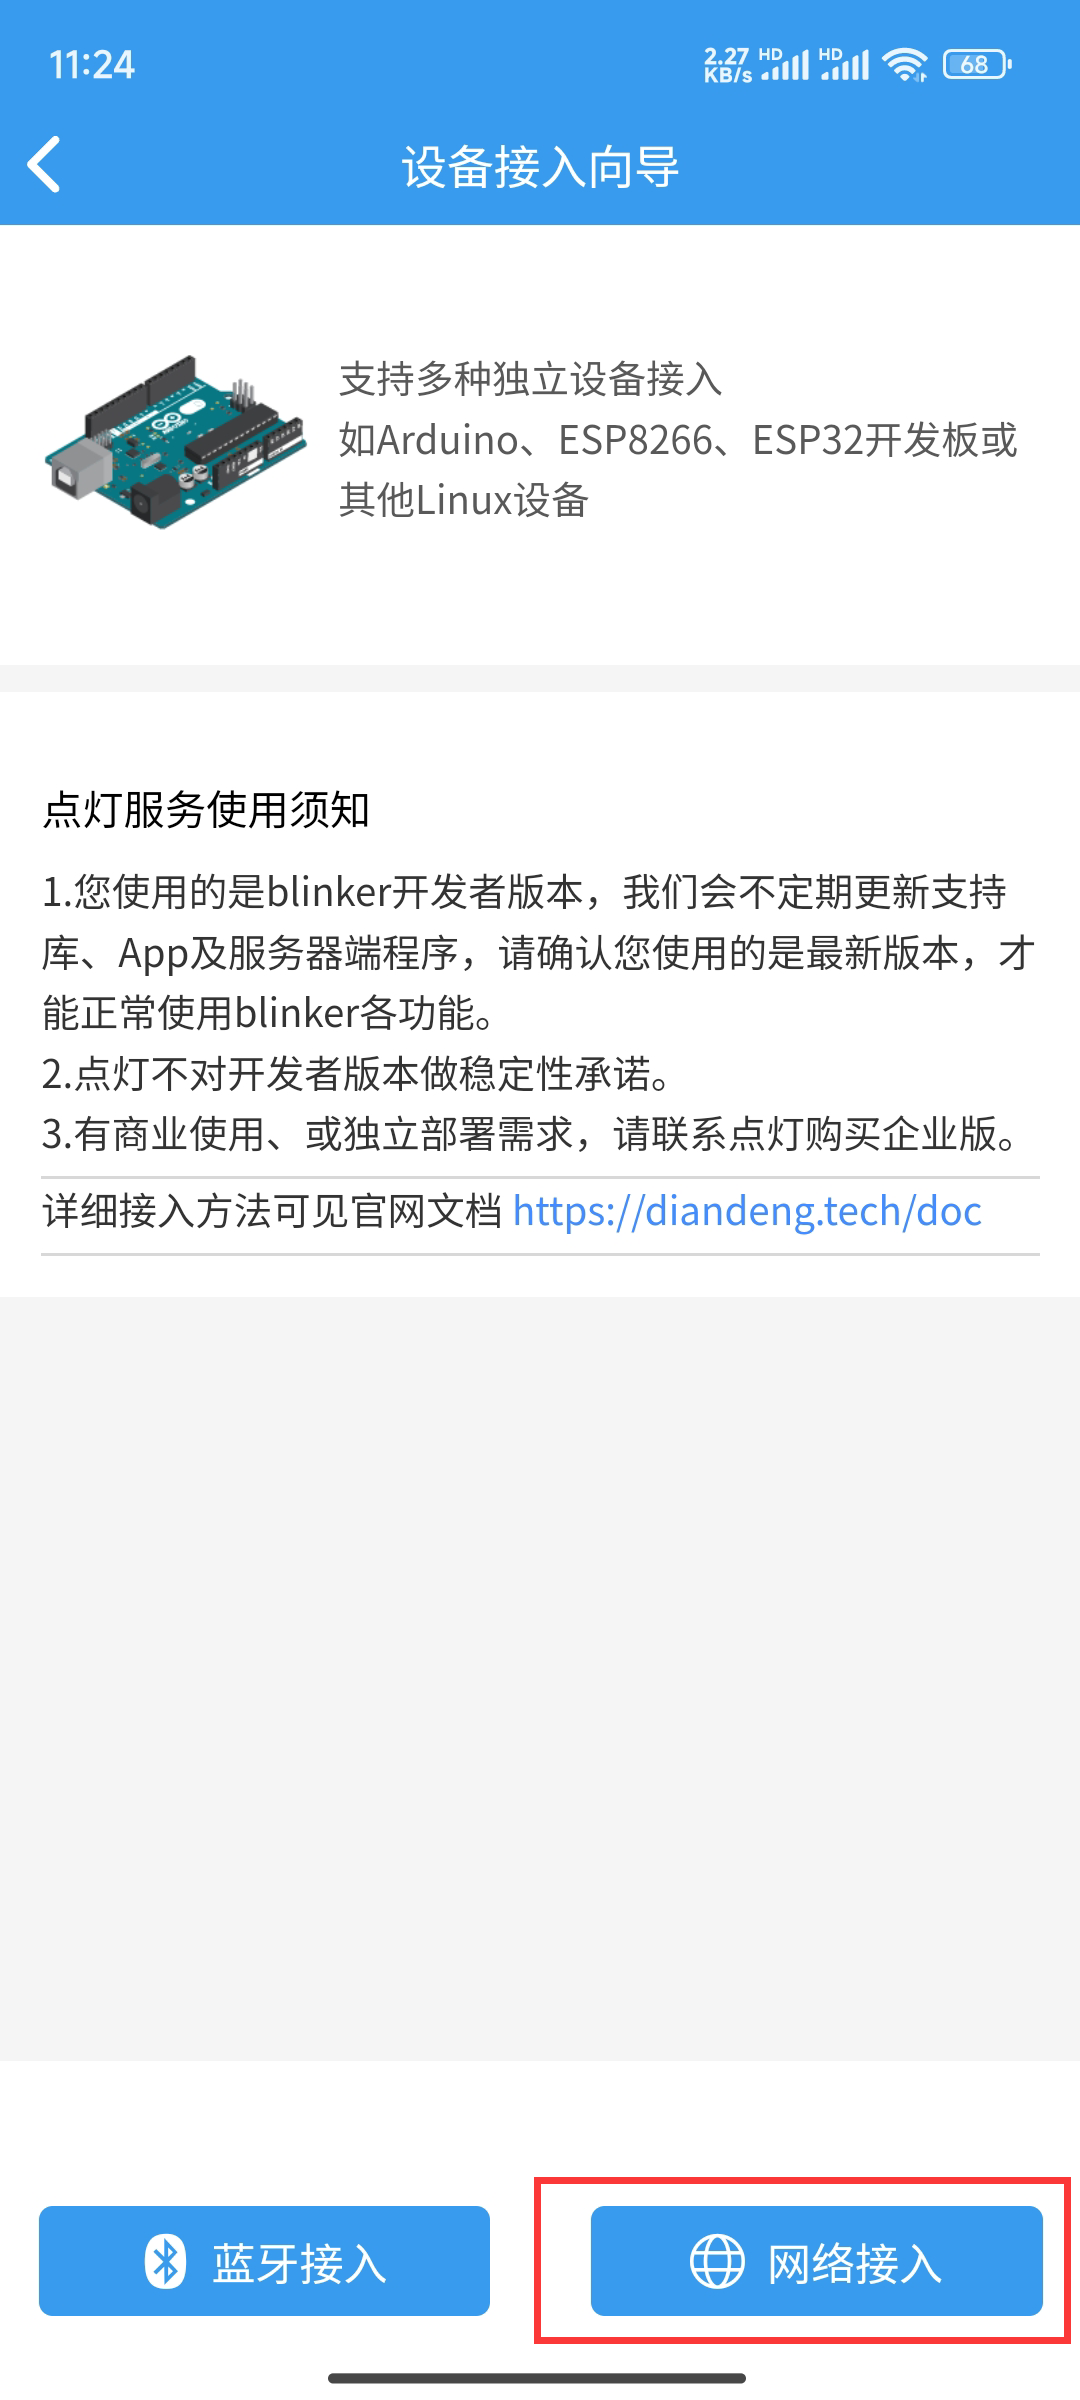 11:24
2.27 KB/s HD HD 68
设备接入向导
支持多种独立设备接入
如Arduino、ESP8266、ESP32开发板或
其他Linux设备
点灯服务使用须知
1.您使用的是blinker开发者版本，我们会不定期更新支持
库、App及服务器端程序，请确认您使用的是最新版本，才
能正常使用blinker各功能。
2.点灯不对开发者版本做稳定性承诺。
3.有商业使用、或独立部署需求，请联系点灯购买企业版。
详细接入方法可见官网文档 https://diandeng.tech/doc
蓝牙接入
网络接入